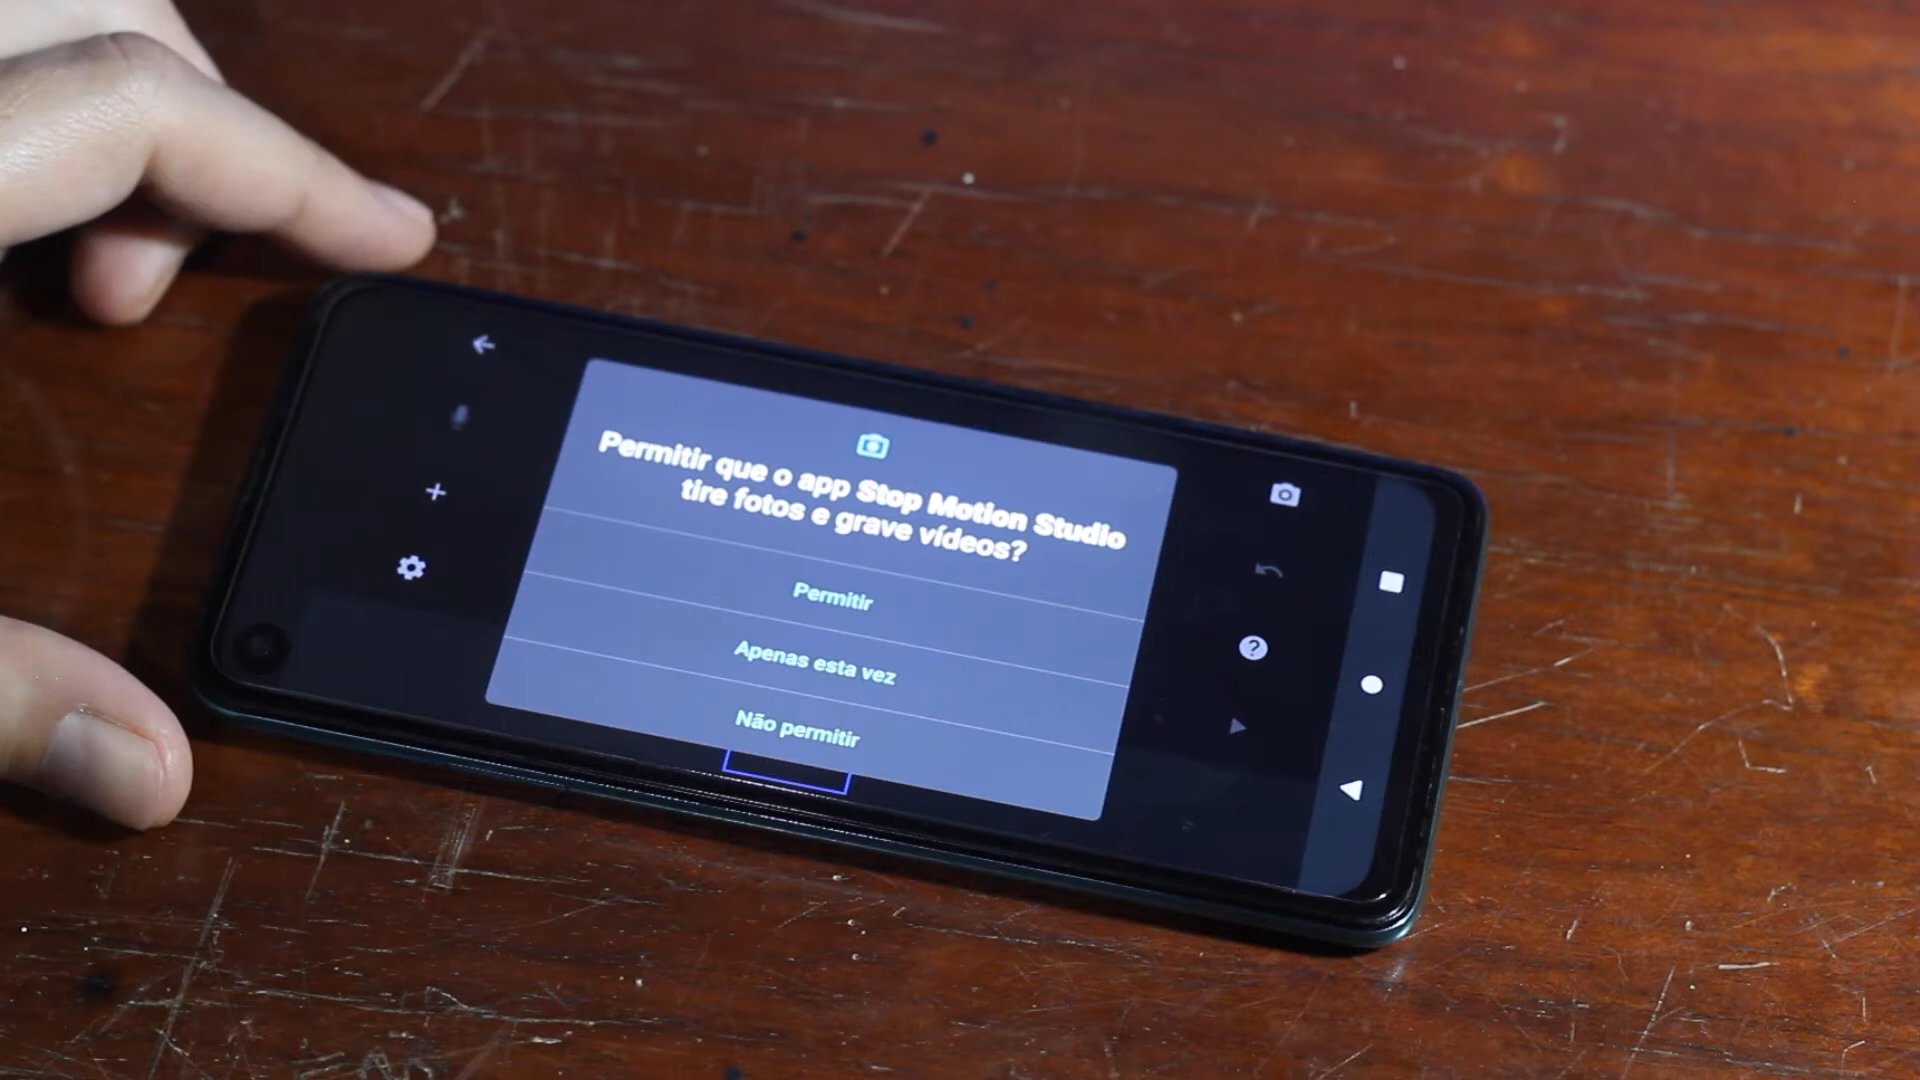 Permitir que o app Stop Motion Studio
tire fotos e grave vídeos?
Permitir
Apenas esta vez
Não permitir